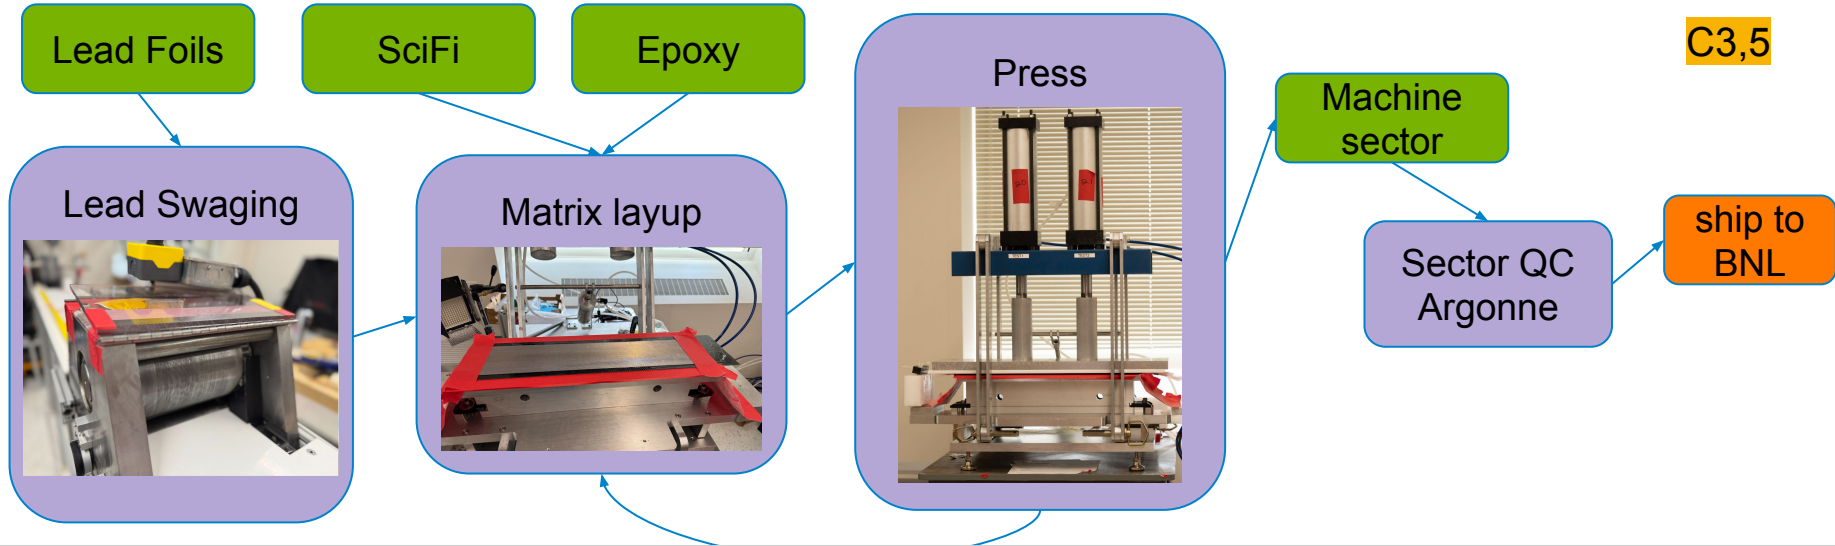 Lead Foils
SciFi
Epoxy
Press
C3,5
Machine
sector
Lead Swaging
Matrix layup
Sector QC
Argonne
ship to
BNL